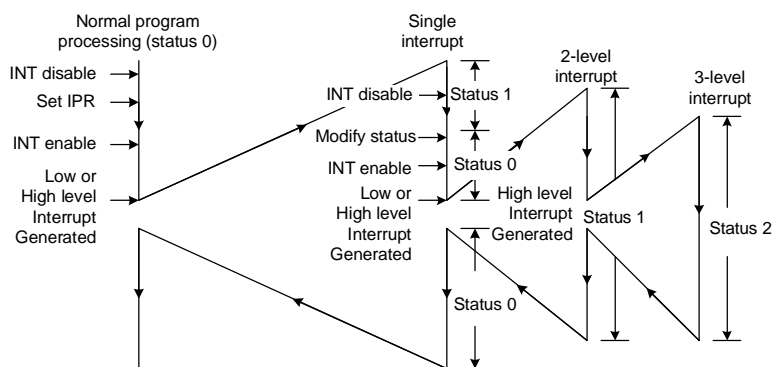 Normal program
processing (status 0)
INT disable
Set IPR
INT enable
Low or
High level
Interrupt
Generated
Single
interrupt
INT disable
Status 1
Modify status
INT enable
Status 0
Low or
High level
Interrupt
Generated
Status 0
2-level
interrupt
High level
Interrupt
Generated
Status 1
3-level
interrupt
Status 2